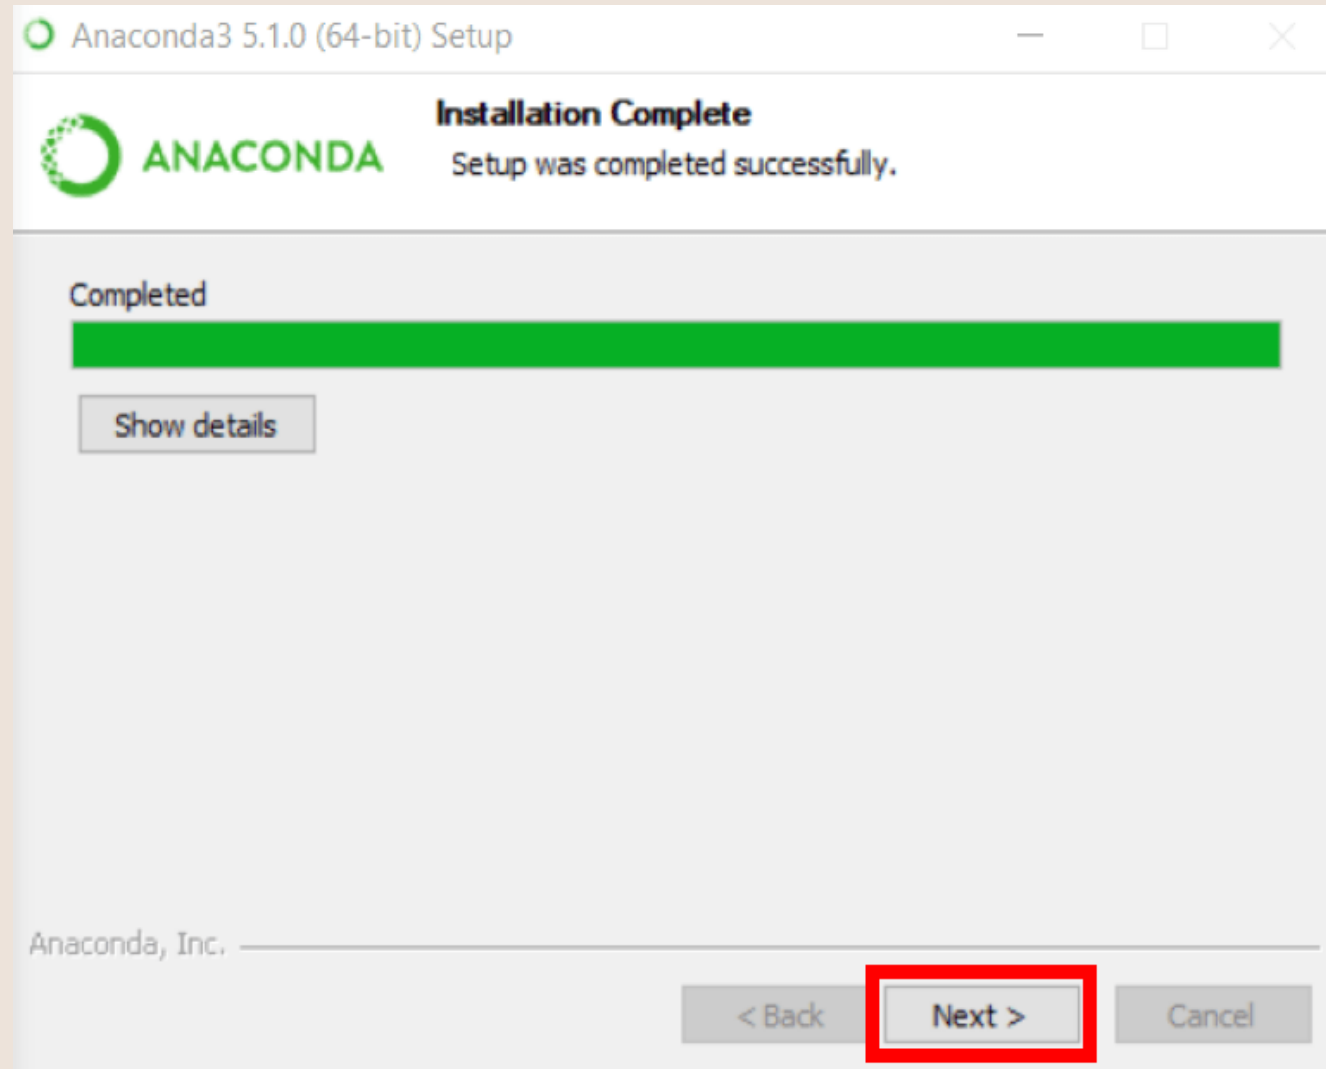 Anaconda3 5.1.0 (64-bit) Setup
ANACONDA
Installation Complete
Setup was completed successfully.
Completed
Show details
Anaconda, Inc.
< Back
Next >
Cancel